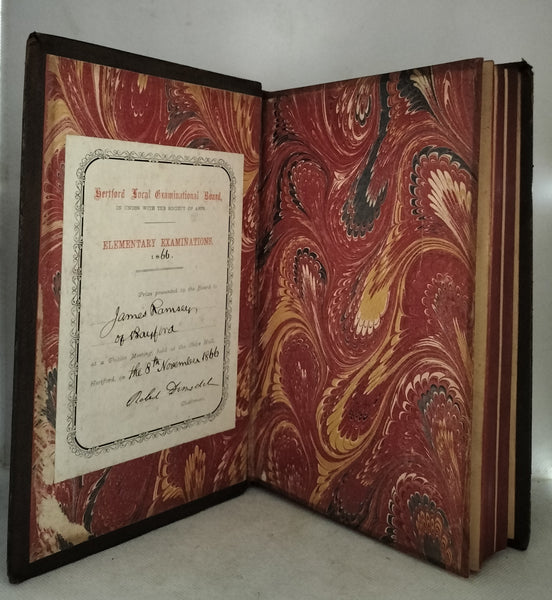 Hertford Local Examinational Board,
IN UNION WITH THE SOCIETY OF ARTS.
ELEMENTARY EXAMINATIONS,
1866.
Prize presented by the Board to
James Ramsey,
of Bayford
at a Public Meeting, held at the Shire Hall,
Hertford, on the 8th November 1866
Robert Dimsdale
Chairman.